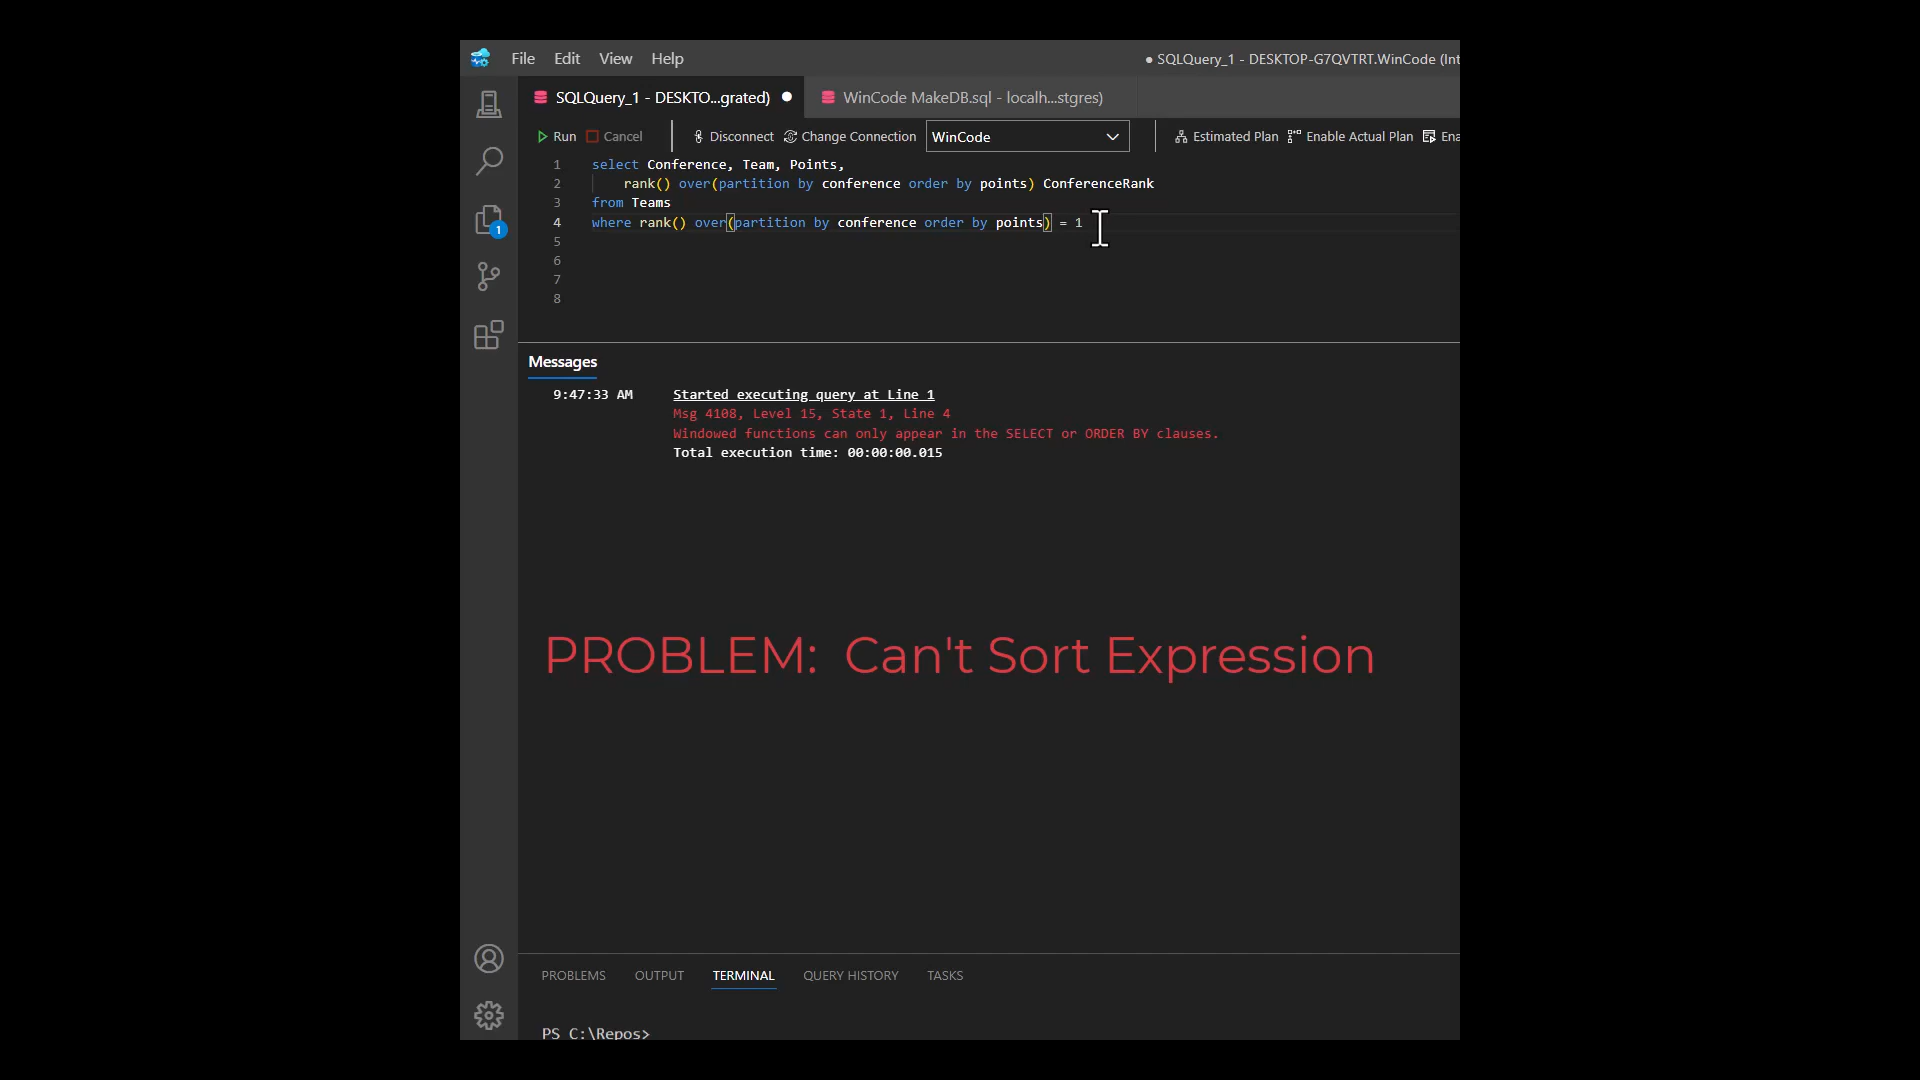 File Edit View Help
● SQLQuery_1 - DESKTOP-G7QVTRT.WinCode (Int
SQLQuery_1 - DESKTO...grated) ●
WinCode MakeDB.sql - localh...stgres)
Run Cancel Disconnect Change Connection WinCode Estimated Plan Enable Actual Plan Ena
1 select Conference, Team, Points,
2 rank() over(partition by conference order by points) ConferenceRank
3 from Teams
4 where rank() over(partition by conference order by points) = 1
5
6
7
8
1
Messages
9:47:33 AM Started executing query at Line 1
Msg 4108, Level 15, State 1, Line 4
Windowed functions can only appear in the SELECT or ORDER BY clauses.
Total execution time: 00:00:00.015
PROBLEM: Can't Sort Expression
PROBLEMS OUTPUT TERMINAL QUERY HISTORY TASKS
PS C:\Repos>